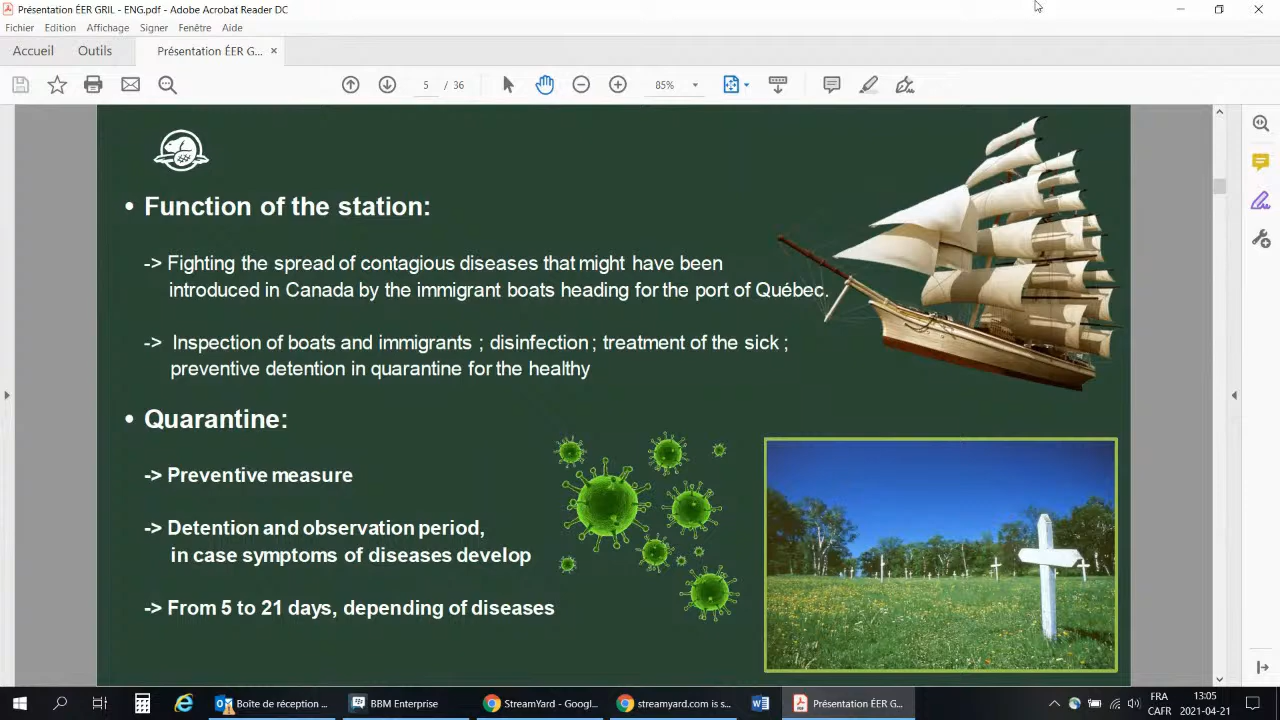 Présentation ÉER GRIL - ENG.pdf - Adobe Acrobat Reader DC
Fichier Edition Affichage Signer Fenêtre Aide
Accueil Outils Présentation ÉER G... ×
5 / 36 85%
• Function of the station:
-> Fighting the spread of contagious diseases that might have been
introduced in Canada by the immigrant boats heading for the port of Québec.
-> Inspection of boats and immigrants ; disinfection ; treatment of the sick ;
preventive detention in quarantine for the healthy
• Quarantine:
-> Preventive measure
-> Detention and observation period,
in case symptoms of diseases develop
-> From 5 to 21 days, depending of diseases
Boîte de réception ... BBM Enterprise StreamYard - Googl... streamyard.com is s... Présentation ÉER G... FRA 13:05
CAFR 2021-04-21